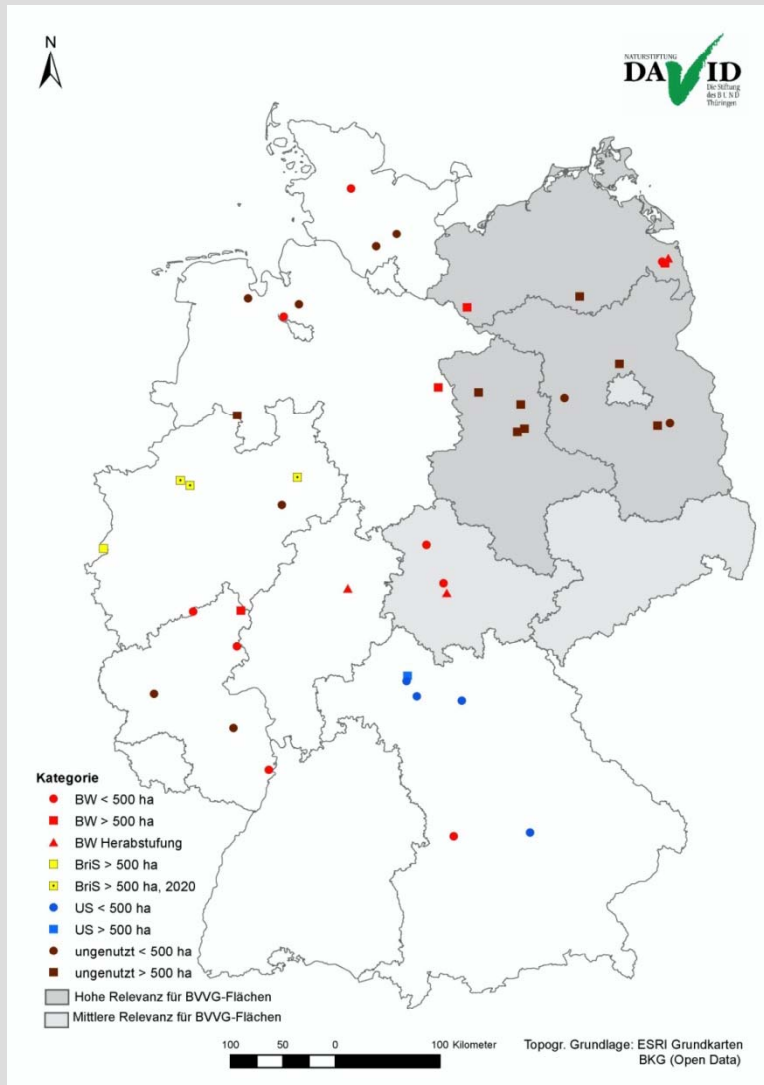 N
NATURSTIFTUNG
DAVID
Die Stiftung
des BUND
Thüringen
Kategorie
BW < 500 ha
BW > 500 ha
BW Herabstufung
BriS > 500 ha
BriS > 500 ha, 2020
US < 500 ha
US > 500 ha
ungenutzt < 500 ha
ungenutzt > 500 ha
Hohe Relevanz für BVVG-Flächen
Mittlere Relevanz für BVVG-Flächen
100 50 0 100 Kilometer
Topogr. Grundlage: ESRI Grundkarten
BKG (Open Data)